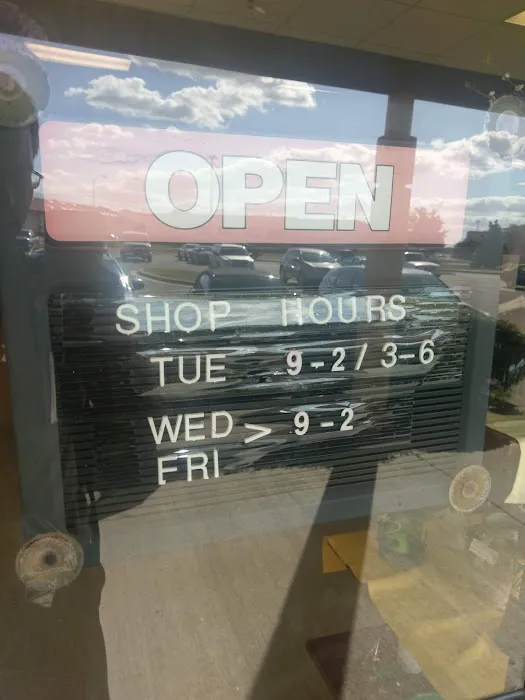 OPEN
SHOP HOURS
TUE 9-2/3-6
WED > 9-2
FRI